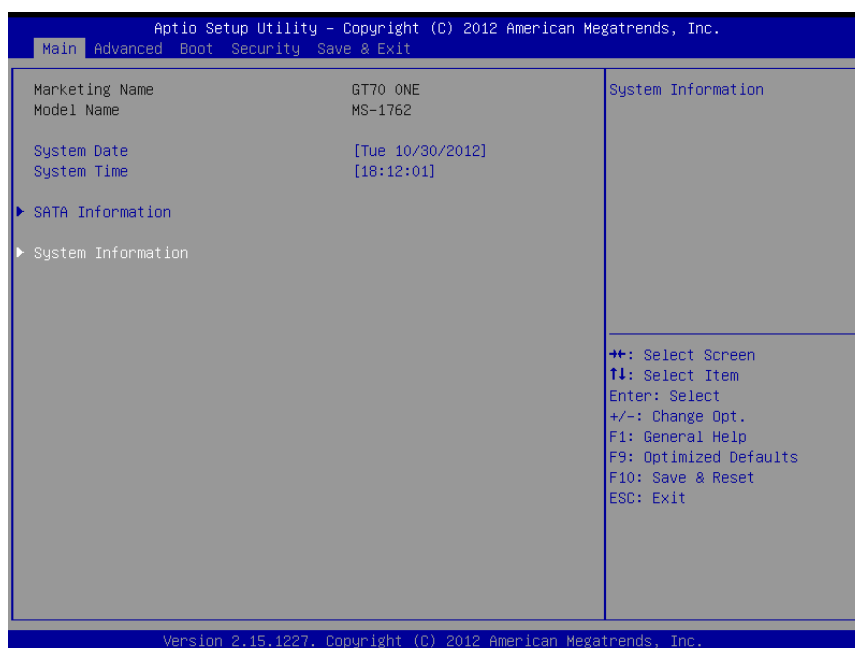 Aptio Setup Utility – Copyright (C) 2012 American Megatrends, Inc.
Main Advanced Boot Security Save & Exit
Marketing Name GT70 ONE
Model Name MS-1762
System Date [Tue 10/30/2012]
System Time [18:12:01]
SATA Information
System Information
System Information
→←: Select Screen
↑↓: Select Item
Enter: Select
+/-: Change Opt.
F1: General Help
F9: Optimized Defaults
F10: Save & Reset
ESC: Exit
Version 2.15.1227. Copyright (C) 2012 American Megatrends, Inc.